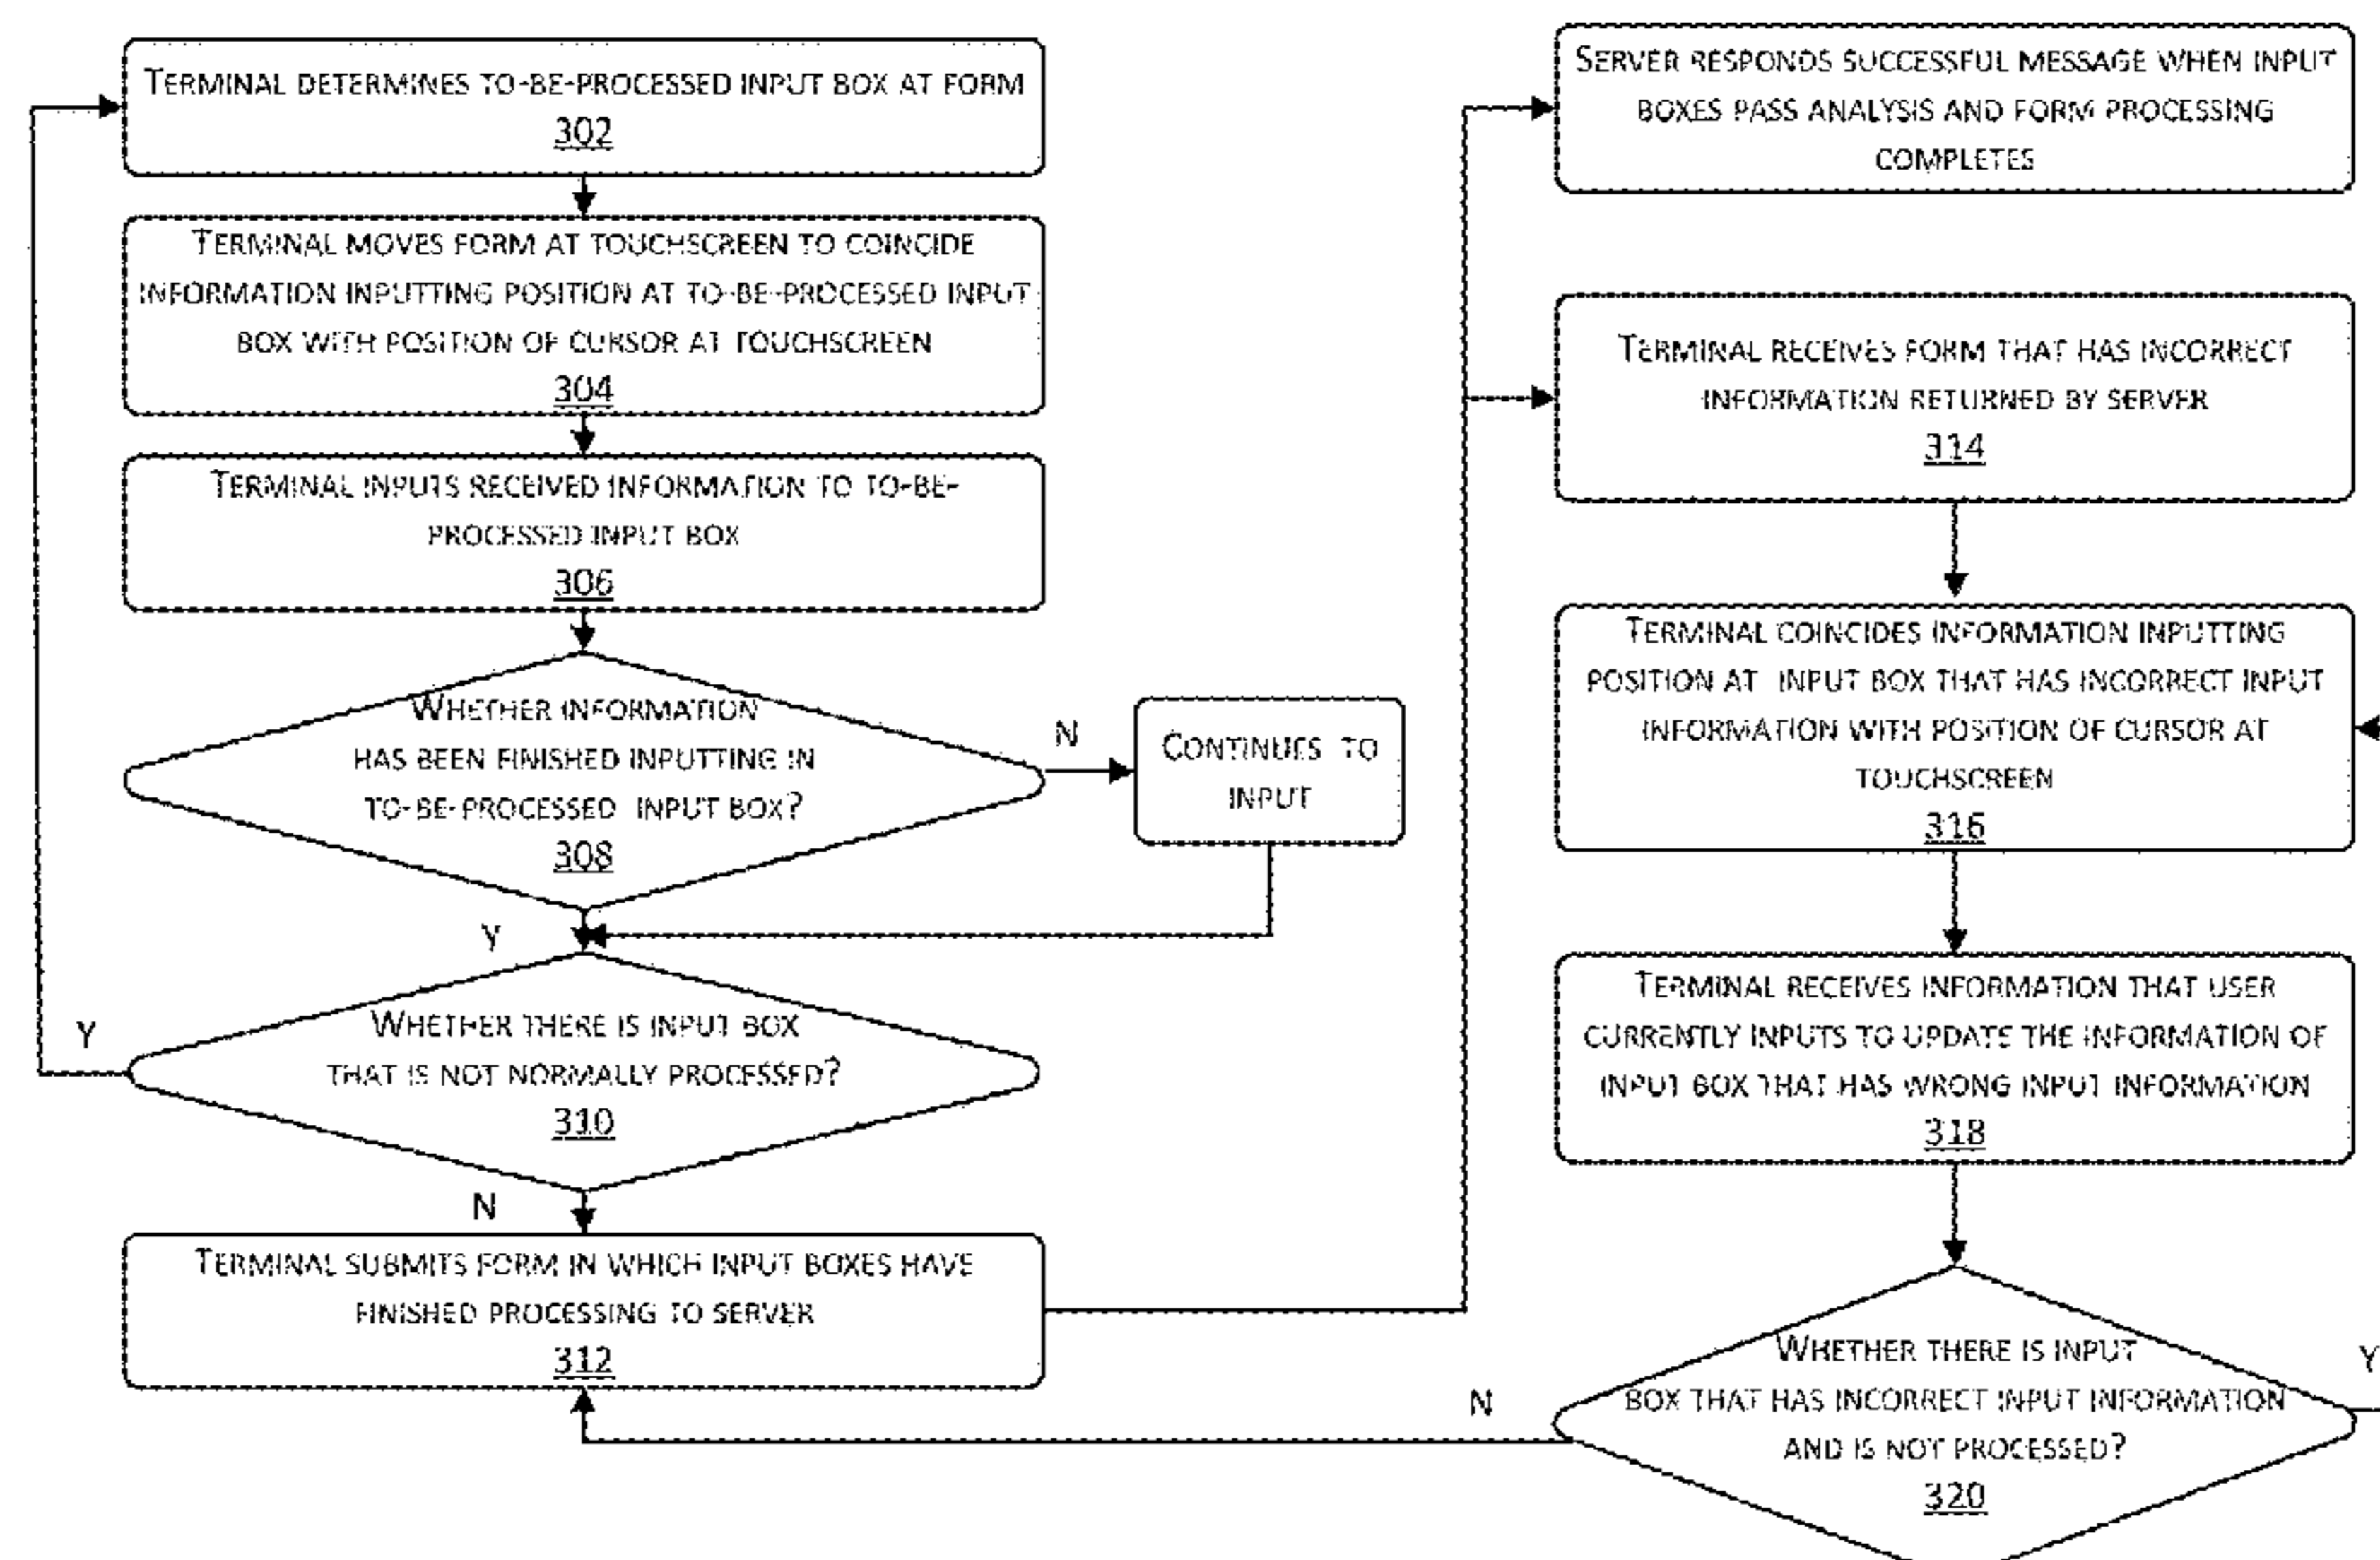 TERMINAL DETERMINES TO-BE-PROCESSED INPUT BOX AT FORM
302
TERMINAL MOVES FORM AT TOUCHSCREEN TO COINCIDE
INFORMATION INPUTTING POSITION AT TO-BE-PROCESSED INPUT
BOX WITH POSITION OF CURSOR AT TOUCHSCREEN
304
TERMINAL INPUTS RECEIVED INFORMATION TO TO-BE-
PROCESSED INPUT BOX
306
WHETHER INFORMATION
HAS BEEN FINISHED INPUTTING IN
TO-BE-PROCESSED INPUT BOX?
308
N
CONTINUES TO
INPUT
Y
WHETHER THERE IS INPUT BOX
THAT IS NOT NORMALLY PROCESSED?
310
Y
N
TERMINAL SUBMITS FORM IN WHICH INPUT BOXES HAVE
FINISHED PROCESSING TO SERVER
312
SERVER RESPONDS SUCCESSFUL MESSAGE WHEN INPUT
BOXES PASS ANALYSIS AND FORM PROCESSING
COMPLETES
TERMINAL RECEIVES FORM THAT HAS INCORRECT
INFORMATION RETURNED BY SERVER
314
TERMINAL COINCIDES INFORMATION INPUTTING
POSITION AT INPUT BOX THAT HAS INCORRECT INPUT
INFORMATION WITH POSITION OF CURSOR AT
TOUCHSCREEN
316
TERMINAL RECEIVES INFORMATION THAT USER
CURRENTLY INPUTS TO UPDATE THE INFORMATION OF
INPUT BOX THAT HAS WRONG INPUT INFORMATION
318
WHETHER THERE IS INPUT
BOX THAT HAS INCORRECT INPUT INFORMATION
AND IS NOT PROCESSED?
320
N
Y